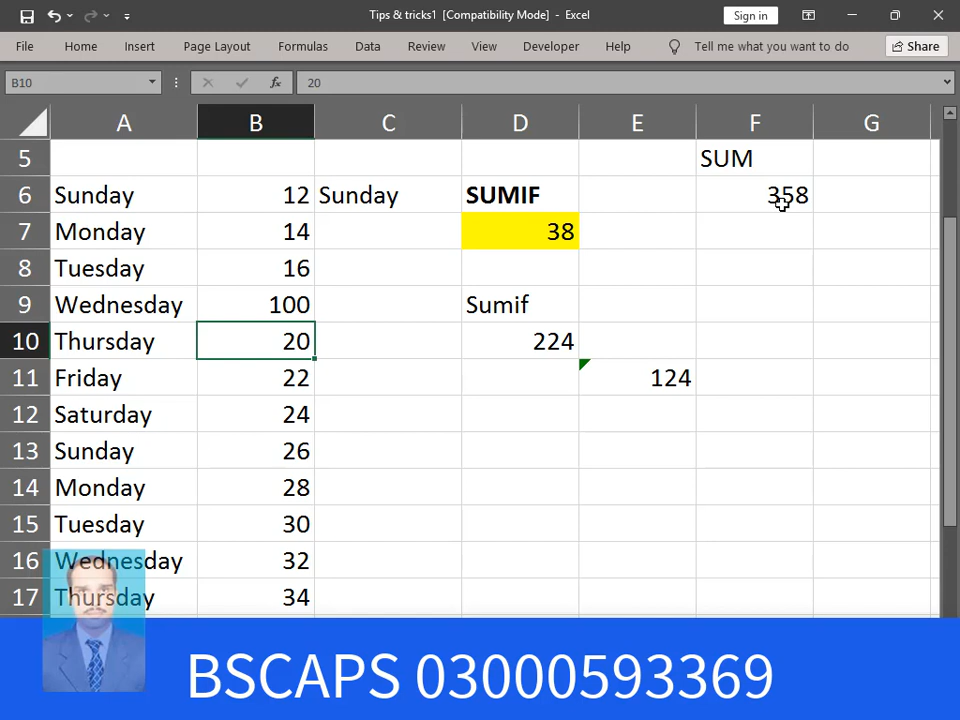 Tips & tricks1 [Compatibility Mode] - Excel
Sign in
File Home Insert Page Layout Formulas Data Review View Developer Help Tell me what you want to do Share
B10 fx 20
A B C D E F G
5 SUM
6 Sunday 12 Sunday SUMIF 358
7 Monday 14 38
8 Tuesday 16
9 Wednesday 100 Sumif
10 Thursday 20 224
11 Friday 22 124
12 Saturday 24
13 Sunday 26
14 Monday 28
15 Tuesday 30
16 Wednesday 32
17 Thursday 34
BSCAPS 03000593369